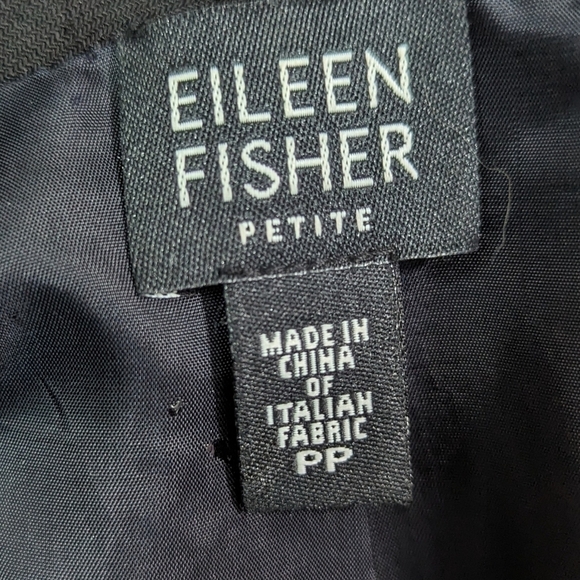 EILEEN
FISHER
PETITE
MADE IN
CHINA
OF
ITALIAN
FABRIC
PP